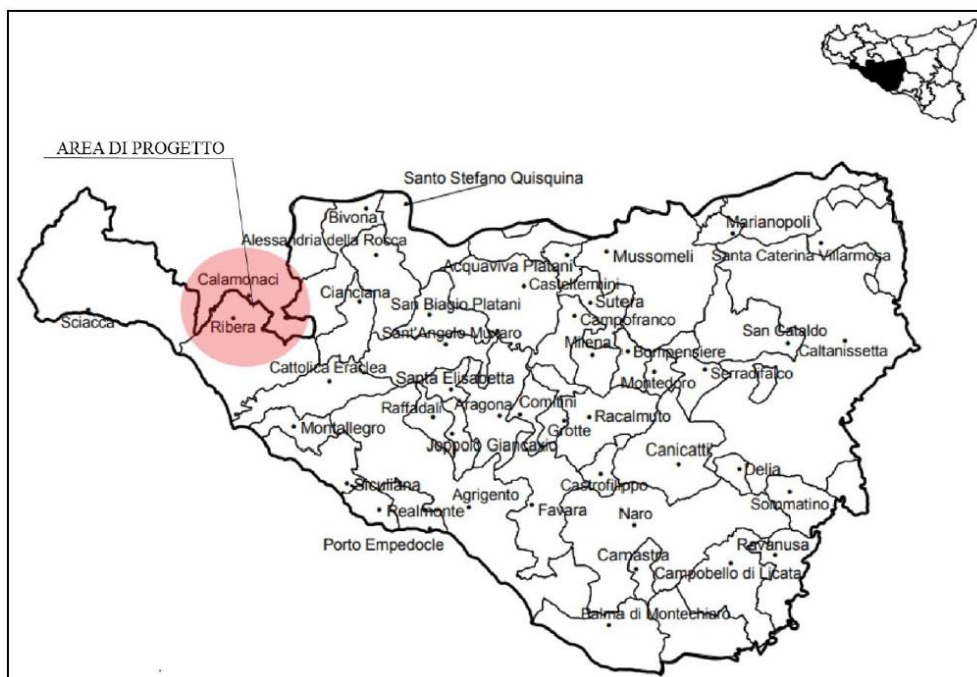 AREA DI PROGETTO
Santo Stefano Quisquina
Bivona
Marianopoli
Alessandria della Rocca
Mussomeli
Santa Caterina Villarmosa
Acquaviva Platani
Calamonaci
Casteltermini
Cianciana
San Biagio Platani
Sutera
Campofranco
Sciacca
Ribera
Sant'Angelo Muxaro
San Cataldo
Milena
Bompensiere
Caltanissetta
Cattolica Eraclea
Serradifalco
Santa Elisabetta
Montedoro
Raffadali
Aragona
Comitini
Racalmuto
Montallegro
Grotte
Joppolo Giancaxio
Canicatti
Delia
Siculiana
Castrofilippo
Agrigento
Sommatino
Realmonte
Favara
Naro
Porto Empedocle
Ravanusa
Camastra
Campobello di Licata
Palma di Montechiaro